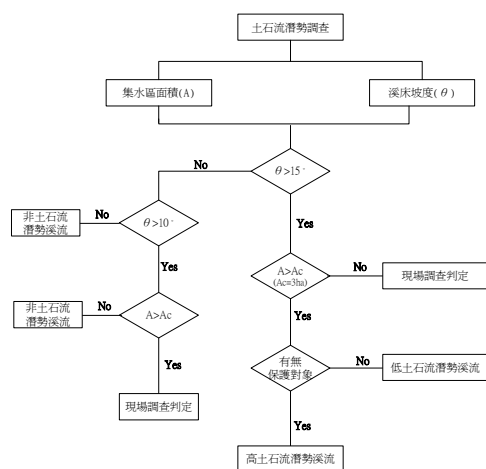 土石流潛勢調查
集水區面積(A)
溪床坡度(θ)
No
θ>15°
Yes
非土石流
潛勢溪流
No
θ>10°
Yes
A>Ac
(Ac=3ha)
No
現場調查判定
Yes
非土石流
潛勢溪流
No
A>Ac
Yes
現場調查判定
有無
保護對象
No
低土石流潛勢溪流
Yes
高土石流潛勢溪流